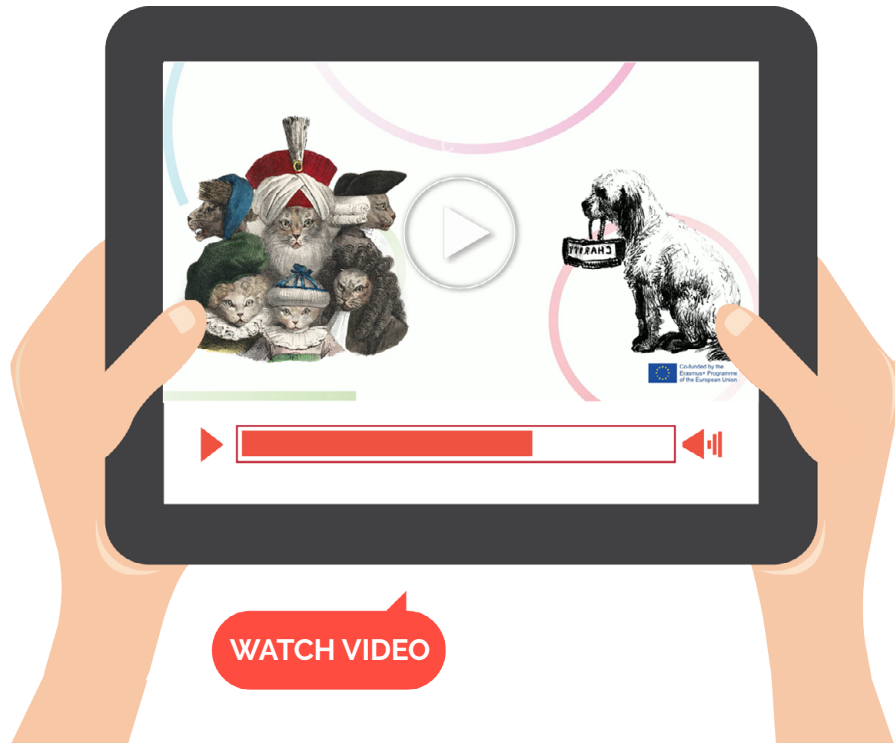 CHARITY
Co-funded by the
Erasmus+ Programme
of the European Union
WATCH VIDEO